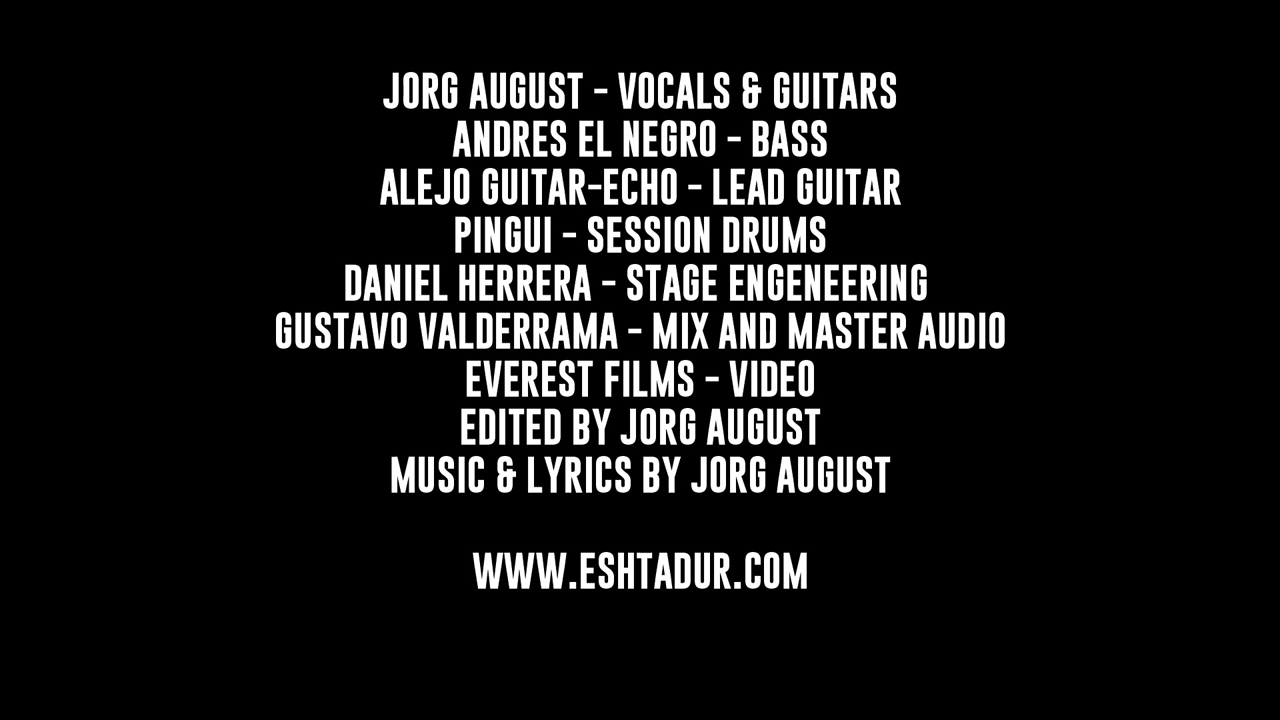 JORG AUGUST - VOCALS & GUITARS
ANDRES EL NEGRO - BASS
ALEJO GUITAR-ECHO - LEAD GUITAR
PINGUI - SESSION DRUMS
DANIEL HERRERA - STAGE ENGENEERING
GUSTAVO VALDERRAMA - MIX AND MASTER AUDIO
EVEREST FILMS - VIDEO
EDITED BY JORG AUGUST
MUSIC & LYRICS BY JORG AUGUST
WWW.ESHTADUR.COM